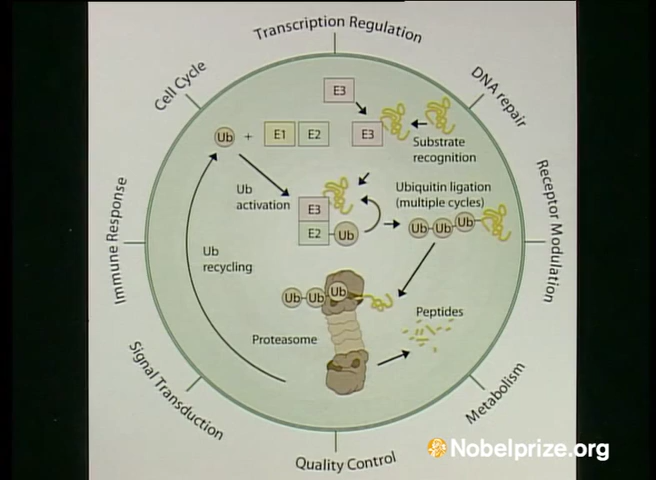 Transcription Regulation
Cell Cycle
DNA repair
E3
Ub
+
E1
E2
E3
Substrate
recognition
Ub
activation
Ubiquitin ligation
(multiple cycles)
E3
E2
Ub
Ub
Ub
Ub
Receptor Modulation
Immune Response
Ub
recycling
Ub
Ub
Ub
Peptides
Proteasome
Signal Transduction
Metabolism
Quality Control
Nobelprize.org